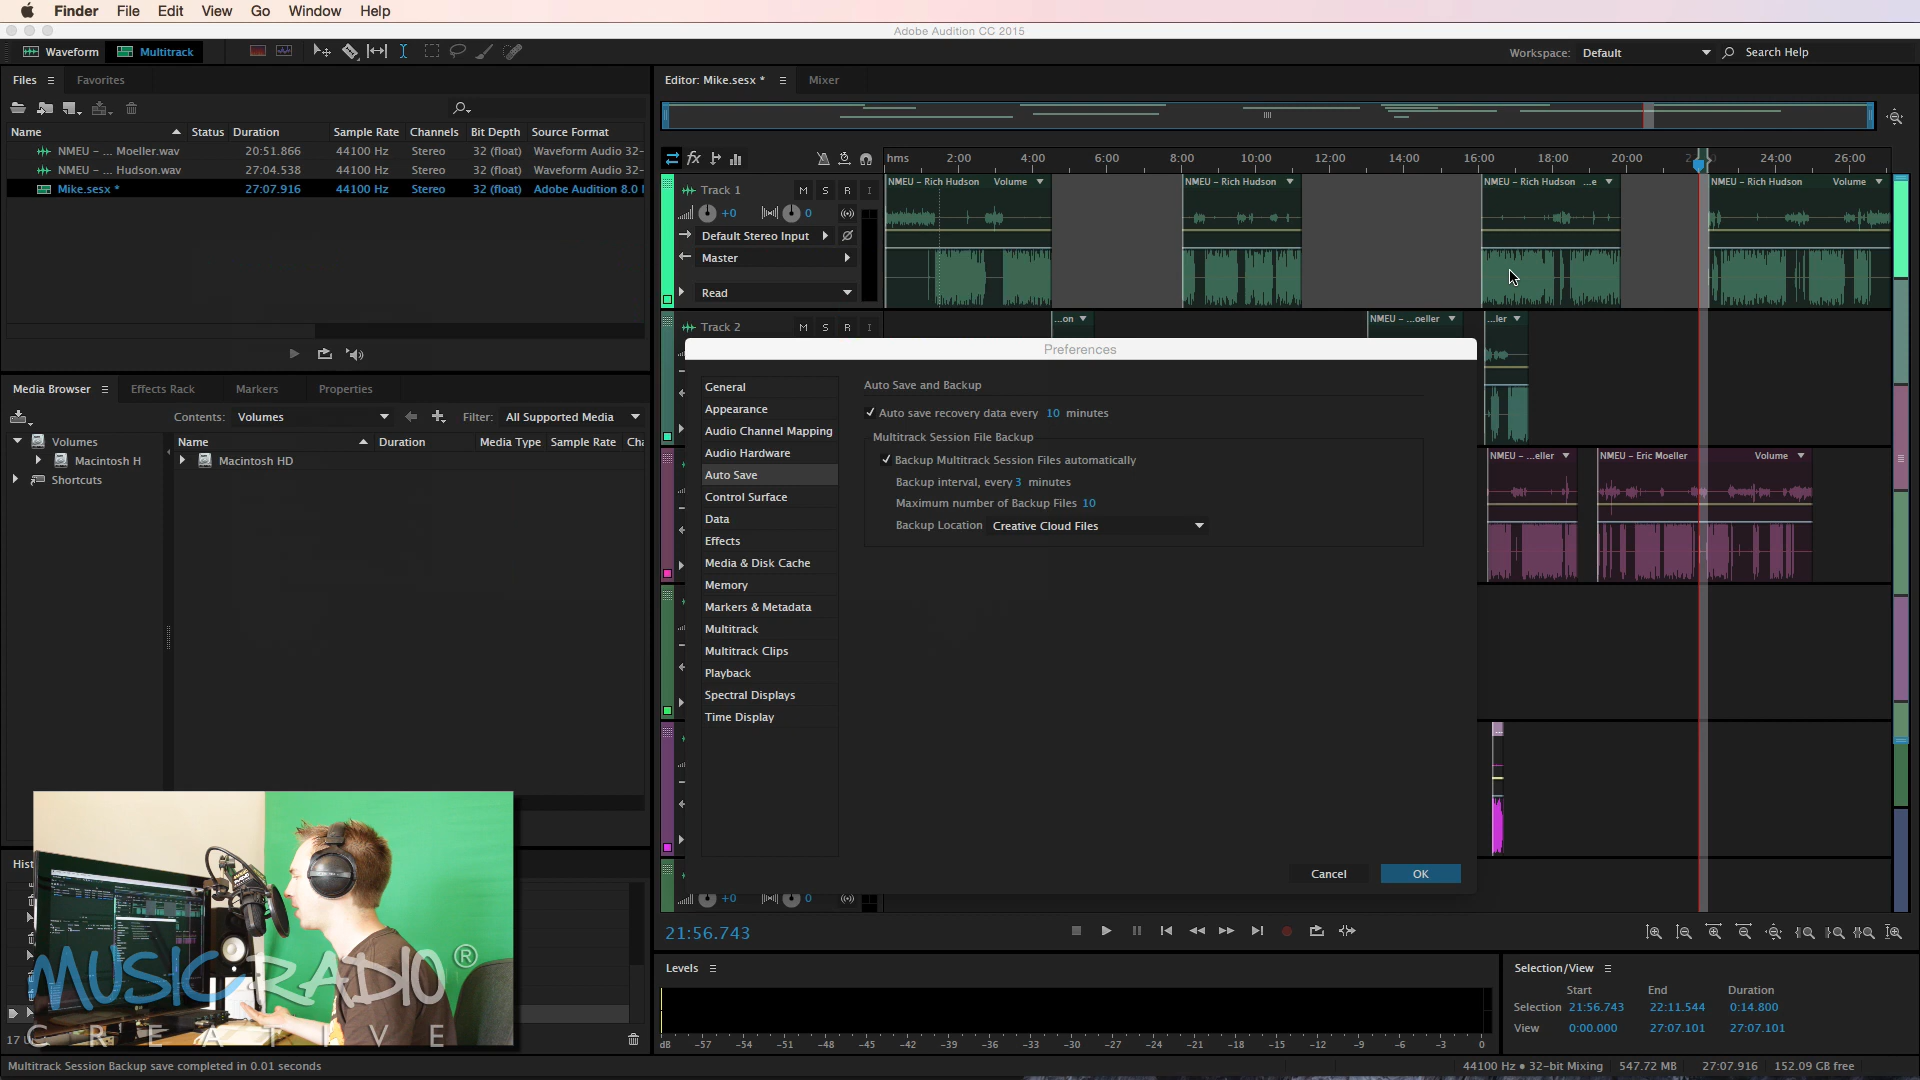 Finder File Edit View Go Window Help
Adobe Audition CC 2015
Waveform Multitrack Workspace: Default Search Help
Files Favorites
Editor: Mike.sesx * Mixer
Name Status Duration Sample Rate Channels Bit Depth Source Format
NMEU – ... Moeller.wav 20:51.866 44100 Hz Stereo 32 (float) Waveform Audio 32-
NMEU – ... Hudson.wav 27:04.538 44100 Hz Stereo 32 (float) Waveform Audio 32-
Mike.sesx * 27:07.916 44100 Hz Stereo 32 (float) Adobe Audition 8.0
hms 2:00 4:00 6:00 8:00 10:00 12:00 14:00 16:00 18:00 20:00 24:00 26:00
Track 1 M S R I
NMEU – Rich Hudson Volume
NMEU – Rich Hudson
NMEU – Rich Hudson ...e
NMEU – Rich Hudson Volume
+0 0
Default Stereo Input
Master
Read
Track 2 M S R I
...on
NMEU – ...oeller
...ler
NMEU – ...eller
NMEU – Eric Moeller Volume
Media Browser Effects Rack Markers Properties
Contents: Volumes Filter: All Supported Media
Volumes
Macintosh H
Shortcuts
Name Duration Media Type Sample Rate
Macintosh HD
Preferences
General
Appearance
Audio Channel Mapping
Audio Hardware
Auto Save
Control Surface
Data
Effects
Media & Disk Cache
Memory
Markers & Metadata
Multitrack
Multitrack Clips
Playback
Spectral Displays
Time Display
Auto Save and Backup
Auto save recovery data every 10 minutes
Multitrack Session File Backup
Backup Multitrack Session Files automatically
Backup interval, every 3 minutes
Maximum number of Backup Files 10
Backup Location Creative Cloud Files
Cancel OK
+0 0
Hist
17 U
MUSIC RADIO ®
CREATIVE
21:56.743
Levels
dB -57 -54 -51 -48 -45 -42 -39 -36 -33 -30 -27 -24 -21 -18 -15 -12 -9 -6 -3 0
Selection/View
Start End Duration
Selection 21:56.743 22:11.544 0:14.800
View 0:00.000 27:07.101 27:07.101
Multitrack Session Backup save completed in 0.01 seconds
44100 Hz • 32-bit Mixing 547.72 MB 27:07.916 152.09 GB free